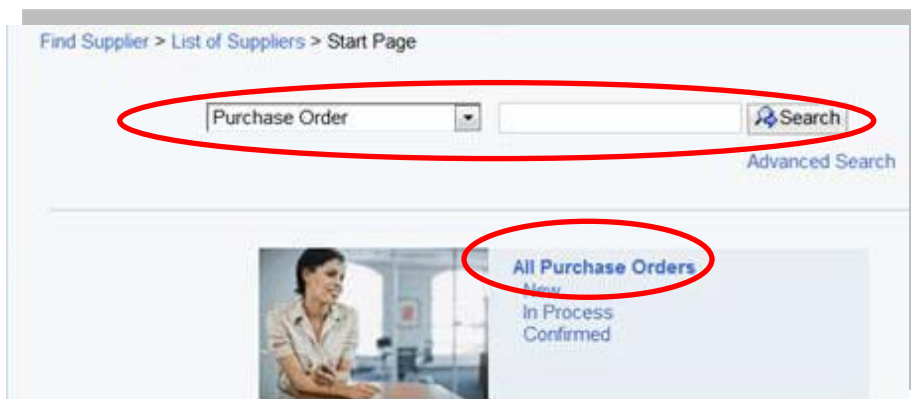 Find Supplier > List of Suppliers > Start Page
Purchase Order Search
Advanced Search
All Purchase Orders
New
In Process
Confirmed